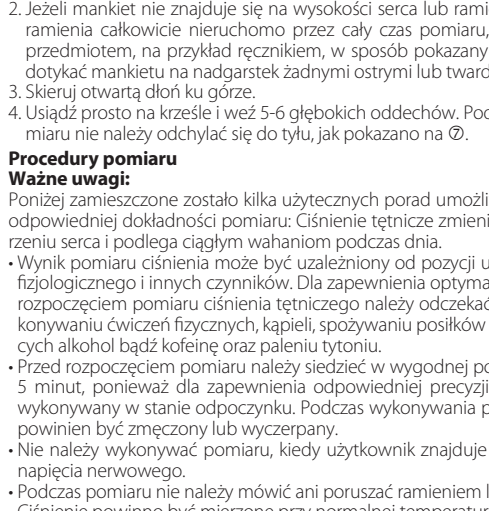 2. Jeżeli mankiet nie znajduje się na wysokości serca lub rami
ramienia całkowicie nieruchomo przez cały czas pomiaru,
przedmiotem, na przykład ręcznikiem, w sposób pokazany
dotykać mankietu na nadgarstek żadnymi ostrymi lub tward
3. Skieruj otwartą dłoń ku górze.
4. Usiądź prosto na krześle i weź 5-6 głębokich oddechów. Poc
miaru nie należy odchylać się do tyłu, jak pokazano na ⑦.
Procedury pomiaru
Ważne uwagi:
Poniżej zamieszczone zostało kilka użytecznych porad umożli
odpowiedniej dokładności pomiaru: Ciśnienie tętnicze zmieni
rzeniu serca i podlega ciągłym wahaniom podczas dnia.
• Wynik pomiaru ciśnienia może być uzależniony od pozycji u
fizjologicznego i innych czynników. Dla zapewnienia optyma
rozpoczęciem pomiaru ciśnienia tętniczego należy odczekać
konywaniu ćwiczeń fizycznych, kąpieli, spożywaniu posiłków
cych alkohol bądź kofeinę oraz paleniu tytoniu.
• Przed rozpoczęciem pomiaru należy siedzieć w wygodnej po
5 minut, ponieważ dla zapewnienia odpowiedniej precyzji
wykonywany w stanie odpoczynku. Podczas wykonywania p
powinien być zmęczony lub wyczerpany.
• Nie należy wykonywać pomiaru, kiedy użytkownik znajduje
napięcia nerwowego.
• Podczas pomiaru nie należy mówić ani poruszać ramieniem l
Ciśnienie powinno być mierzone przy normalnej temperatur